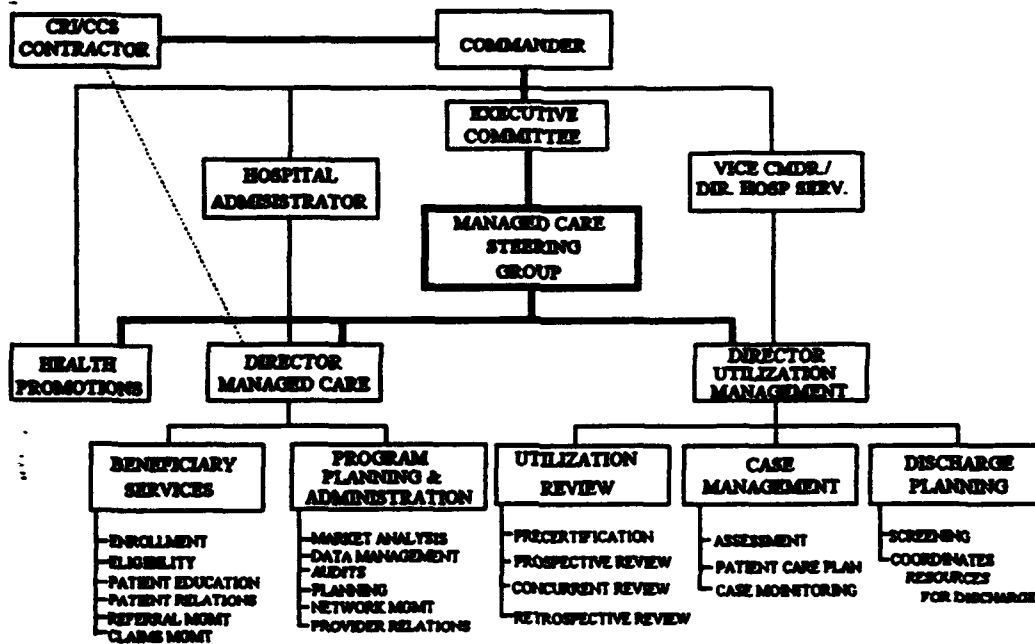 CRI/CCS
CONTRACTOR
COMMANDER
EXECUTIVE
COMMITTEE
HOSPITAL
ADMISISTRATOR
VICE CMDR./
DIR. HOSP SERV.
MANAGED CARE
STEERING
GROUP
HEALTH
PROMOTIONS
DIRECTOR
MANAGED CARE
DIRECTOR
UTILIZATION
MANAGEMENT
BENEFICIARY
SERVICES
PROGRAM
PLANNING &
ADMINISTRATION
UTILIZATION
REVIEW
CASE
MANAGEMENT
DISCHARGE
PLANNING
ENROLLMENT
ELIGIBILITY
PATIENT EDUCATION
PATIENT RELATIONS
REFERRAL MGMT
CLAIMS MGMT
MARKET ANALYSIS
DATA MANAGEMENT
AUDITS
PLANNING
NETWORK MGMT
PROVIDER RELATIONS
PRECERTIFICATION
PROSPECTIVE REVIEW
CONCURRENT REVIEW
RETROSPECTIVE REVIEW
ASSESSMENT
PATIENT CARE PLAN
CASE MOINITORING
SCREENING
COORDINATES
RESOURCES
FOR DISCHARGE